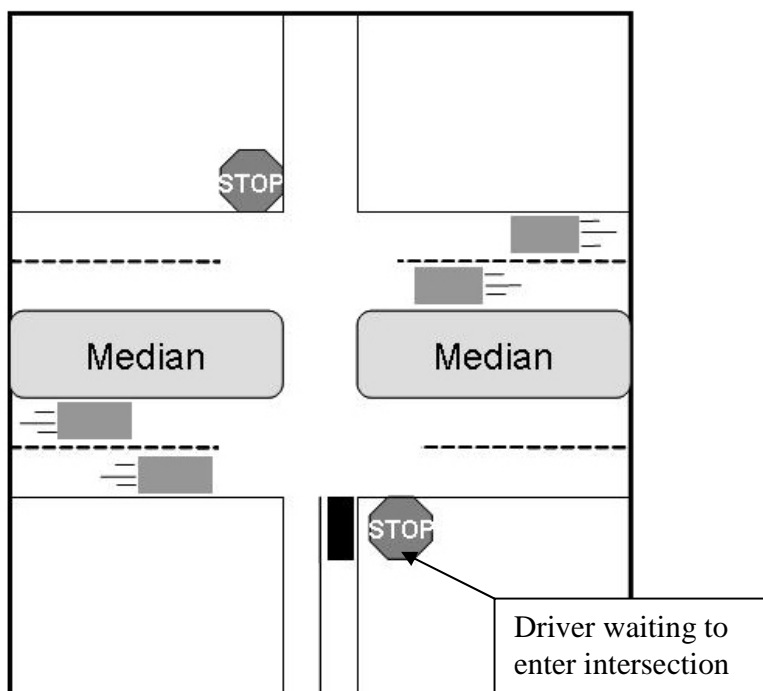 STOP
Median
Median
STOP
Driver waiting to
enter intersection